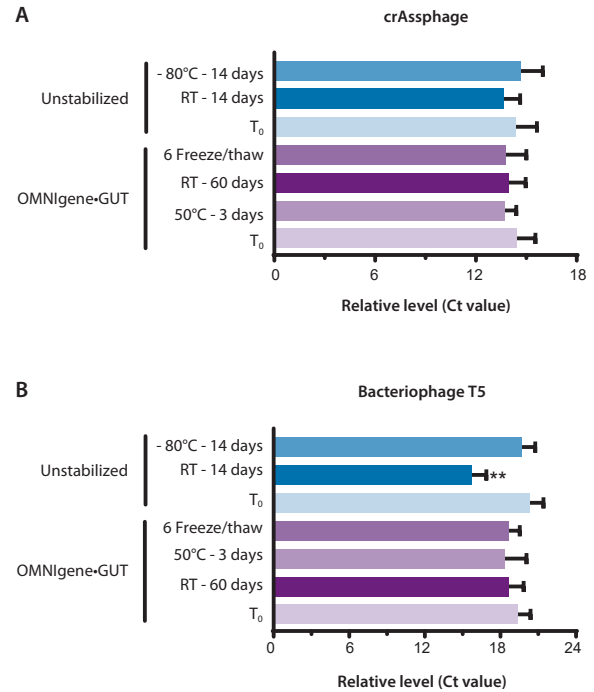 A
crAssphage
Unstabilized
- 80°C - 14 days
RT - 14 days
T₀
OMNIgene•GUT
6 Freeze/thaw
RT - 60 days
50°C - 3 days
T₀
0 6 12 18
Relative level (Ct value)
B
Bacteriophage T5
Unstabilized
- 80°C - 14 days
RT - 14 days
**
T₀
OMNIgene•GUT
6 Freeze/thaw
50°C - 3 days
RT - 60 days
T₀
0 6 12 18 24
Relative level (Ct value)